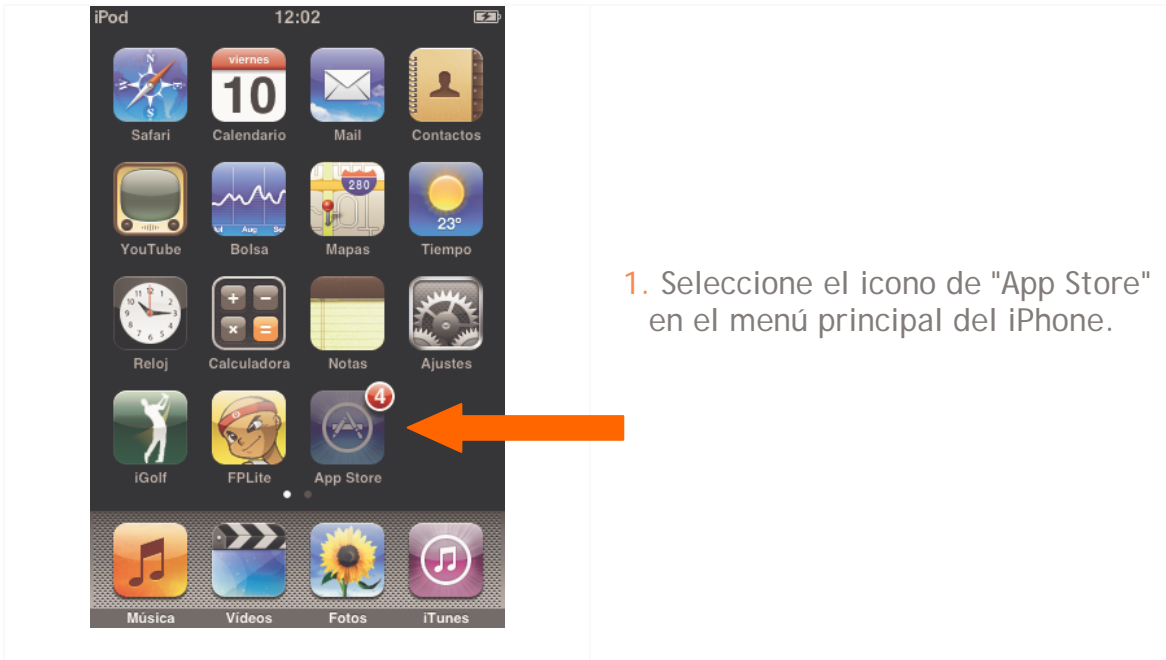 iPod 12:02
viernes
10
Safari Calendario Mail Contactos
280
23°
Aug
YouTube Bolsa Mapas Tiempo
Reloj Calculadora Notas Ajustes
4
iGolf FPLite App Store
Música Vídeos Fotos iTunes
1. Seleccione el icono de "App Store"
en el menú principal del iPhone.